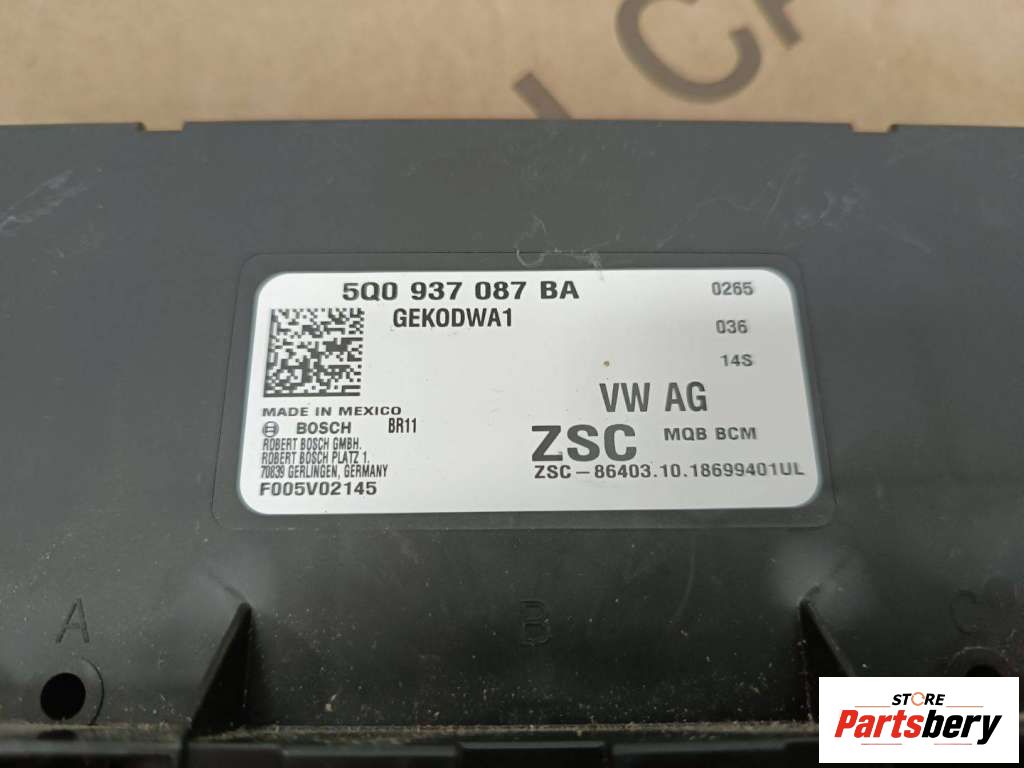 5Q0 937 087 BA 0265
GEKODWA1 036
14S
VW AG
MADE IN MEXICO
BOSCH BR11
ROBERT BOSCH GMBH.
ROBERT BOSCH PLATZ 1.
70839 GERLINGEN, GERMANY
F005V02145
ZSC MQB BCM
ZSC-86403.10.18699401UL
A B C
STORE
Partsbery